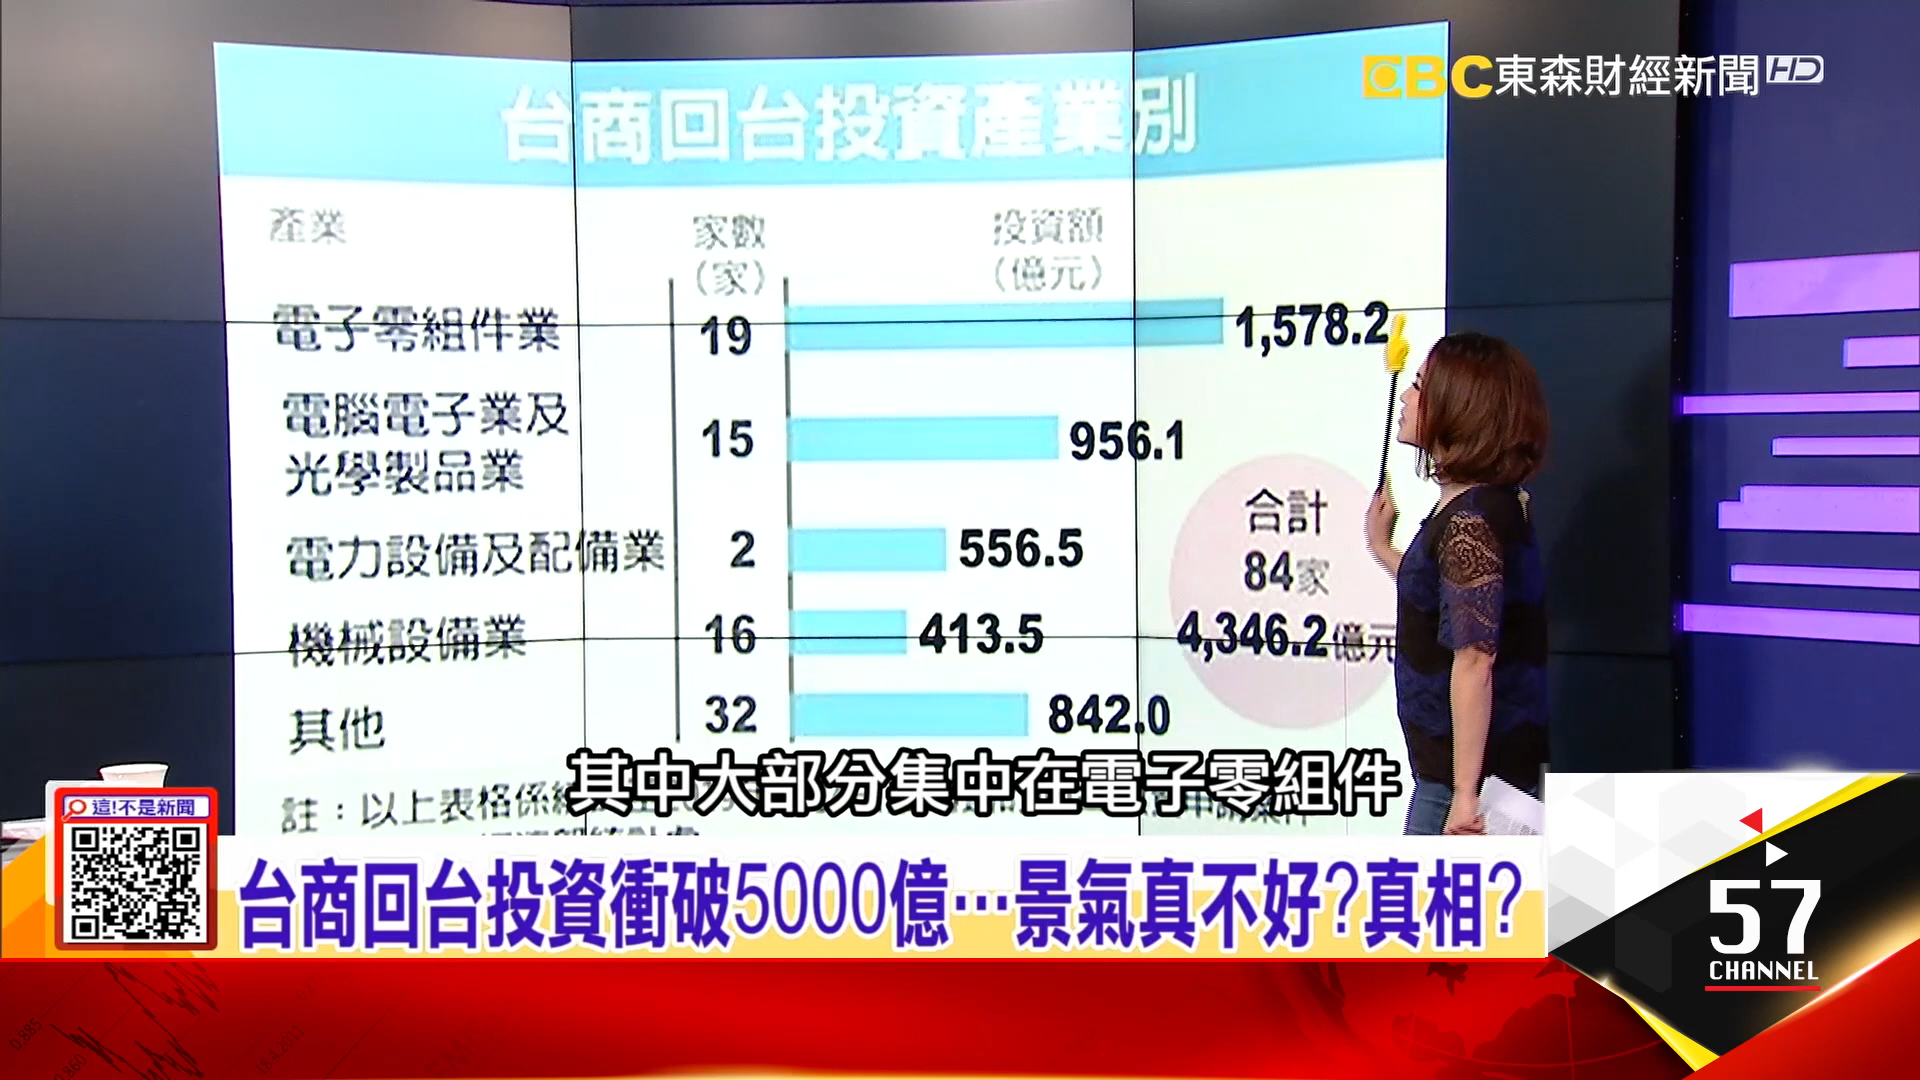 EBC東森財經新聞HD
台商回台投資產業別
產業
家數
(家)
投資額
(億元)
電子零組件業 19 1,578.2
電腦電子業及
光學製品業 15 956.1
電力設備及配備業 2 556.5
機械設備業 16 413.5
其他 32 842.0
合計
84家
4,346.2億元
註：以上表格係
其中大部分集中在電子零組件
這!不是新聞
台商回台投資衝破5000億…景氣真不好?真相?
57
CHANNEL